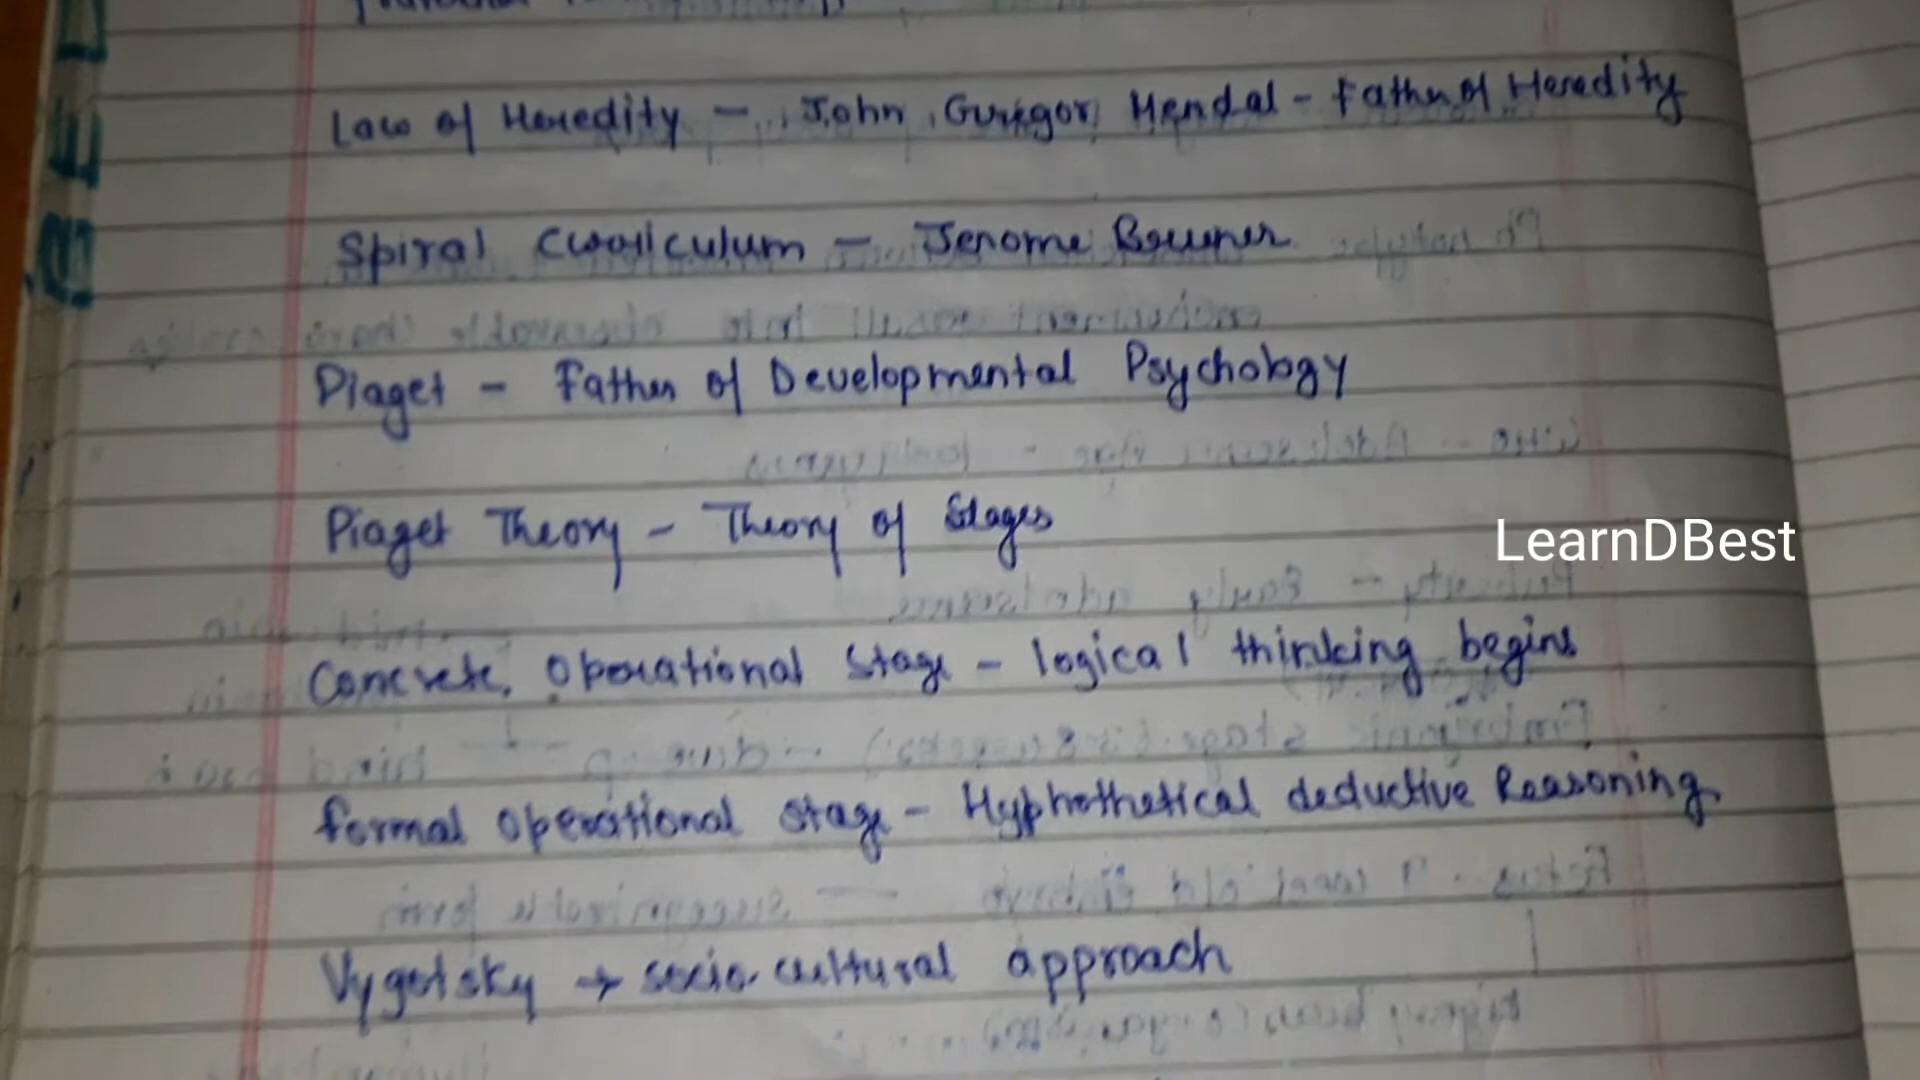 Law of Heredity - John Gregor Mendal - Father of Heredity
Spiral Curriculum - Jerome Bruner
Piaget - Father of Developmental Psychology
Piaget Theory - Theory of Stages
LearnDBest
Concrete Operational Stage - logical thinking begins
formal operational stage - Hyphothetical deductive Reasoning
Vygotsky → socio cultural approach